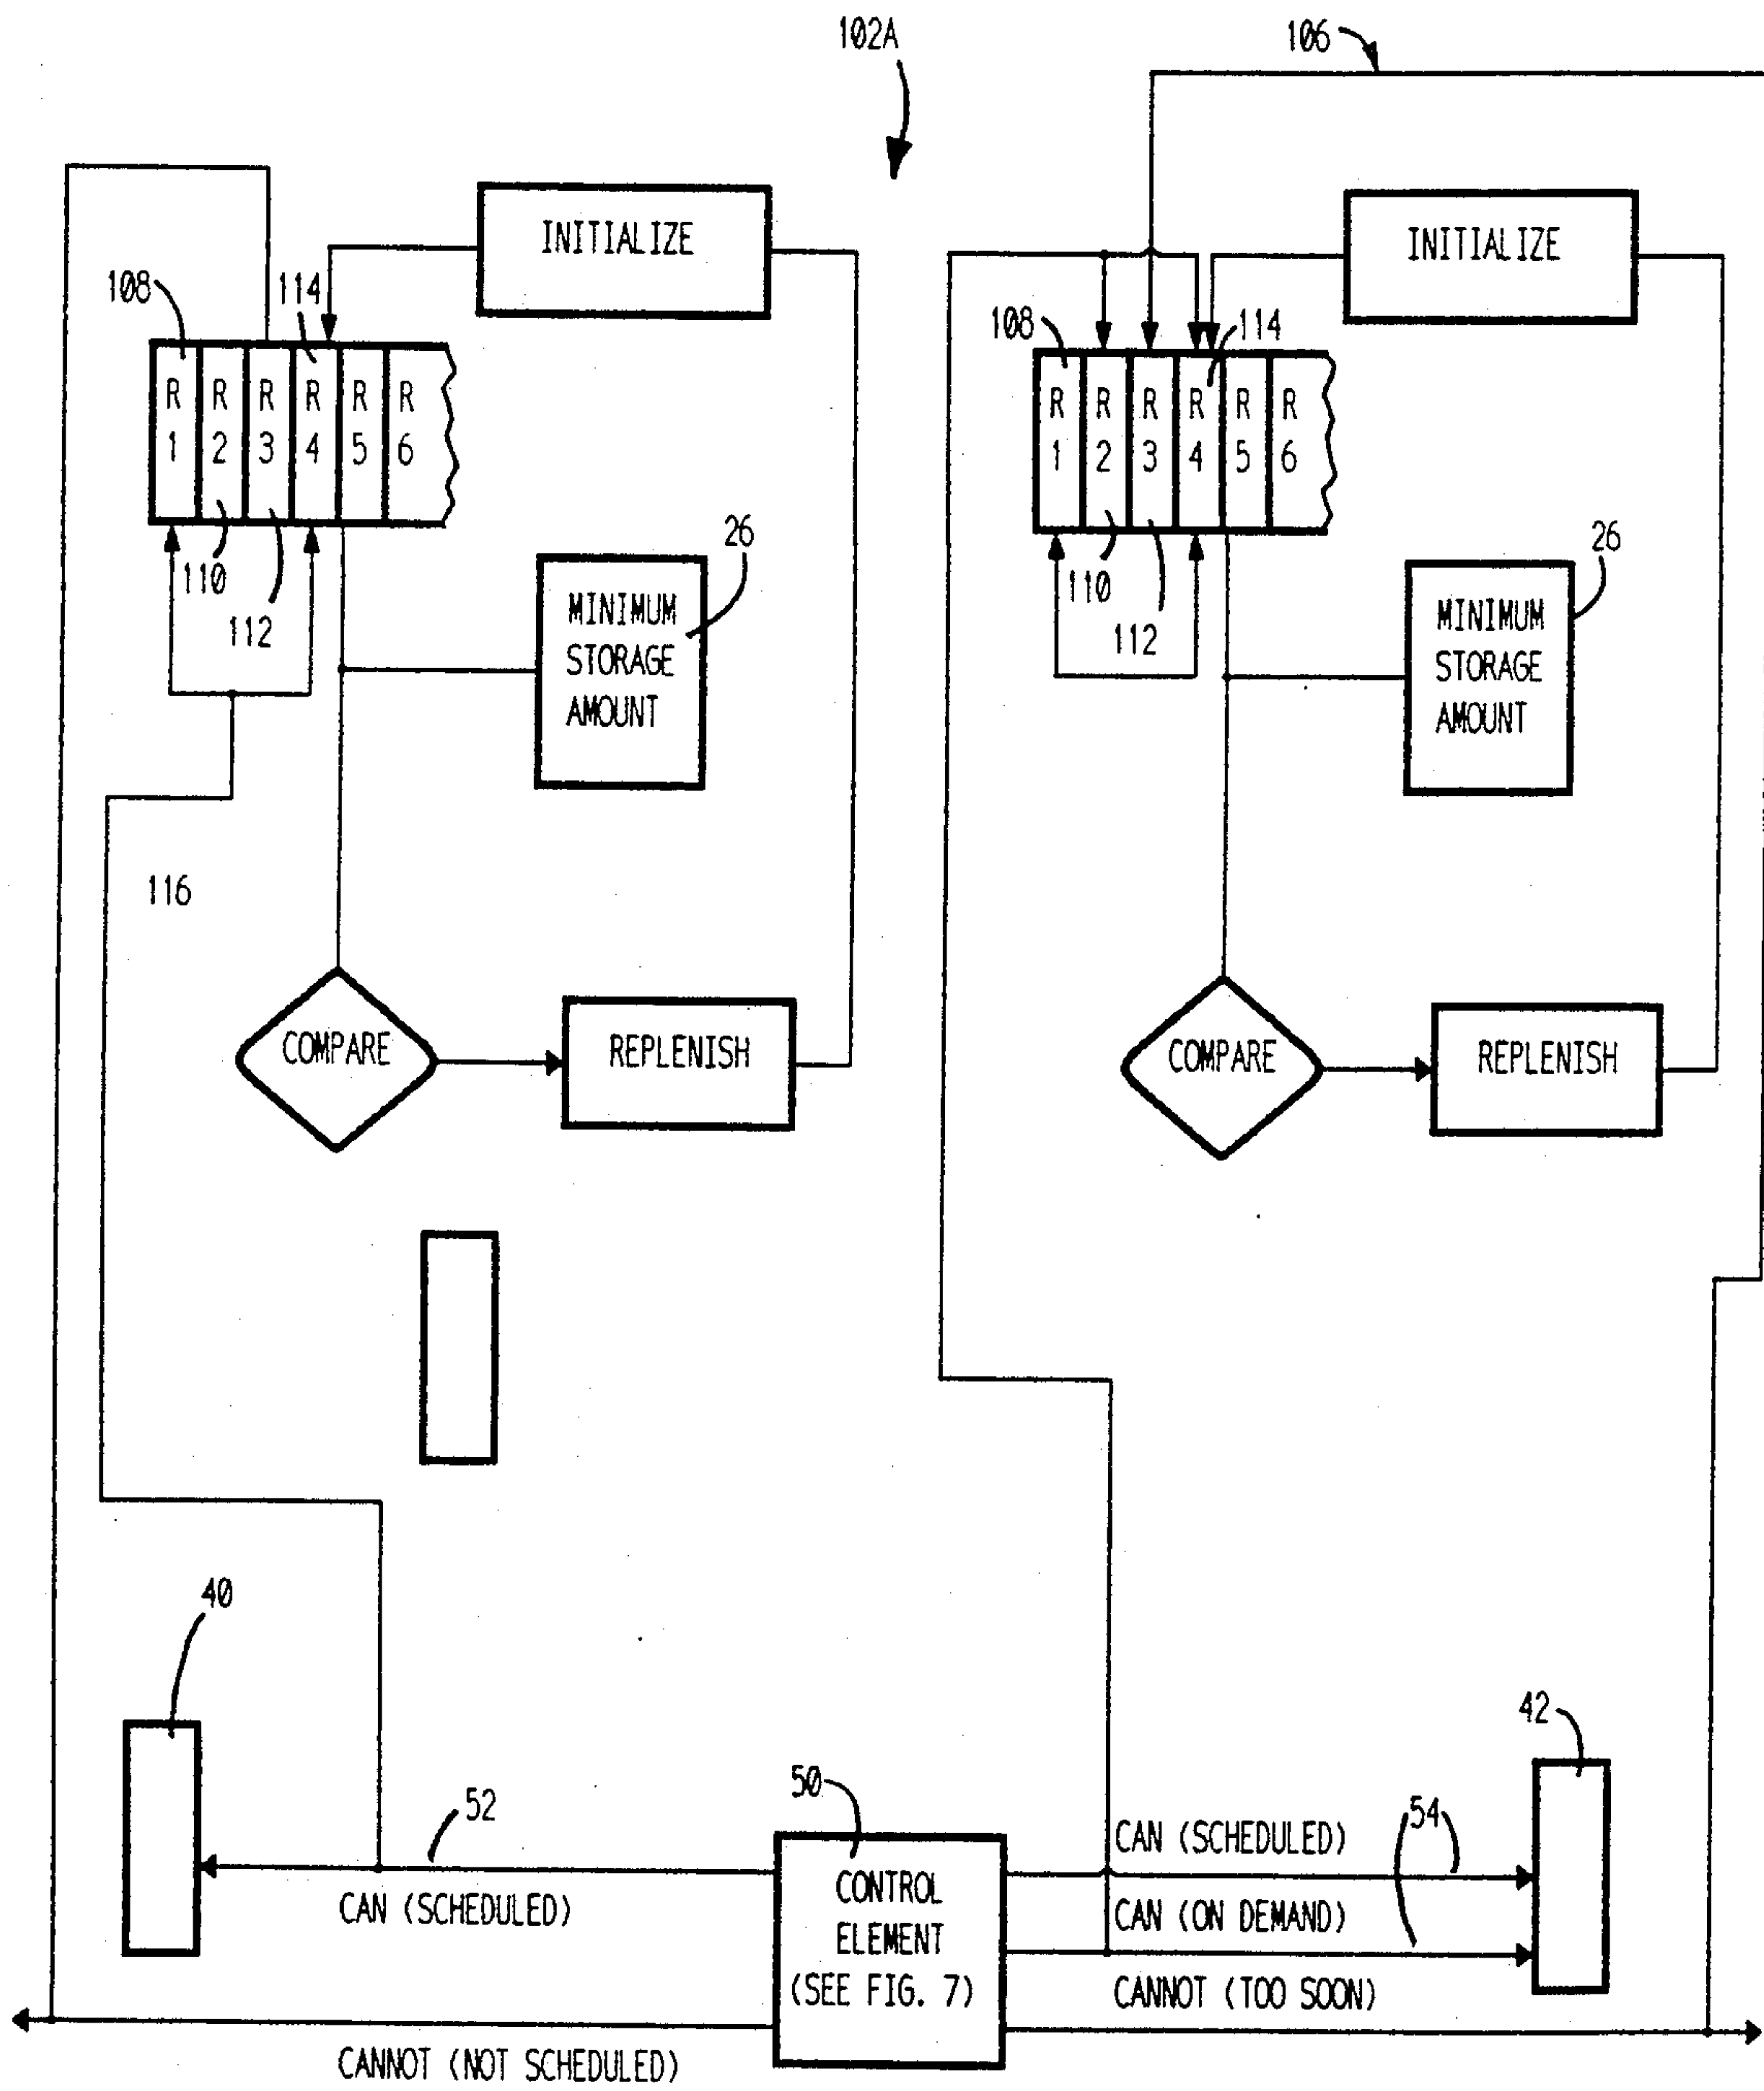 102A
106
INITIALIZE
INITIALIZE
108
114
108
114
R 1
R 2
R 3
R 4
R 5
R 6
R 1
R 2
R 3
R 4
R 5
R 6
110
112
110
112
26
26
MINIMUM
STORAGE
AMOUNT
MINIMUM
STORAGE
AMOUNT
116
COMPARE
REPLENISH
COMPARE
REPLENISH
40
42
52
50
54
CONTROL
ELEMENT
(SEE FIG. 7)
CAN (SCHEDULED)
CAN (SCHEDULED)
CAN (ON DEMAND)
CANNOT (TOO SOON)
CANNOT (NOT SCHEDULED)